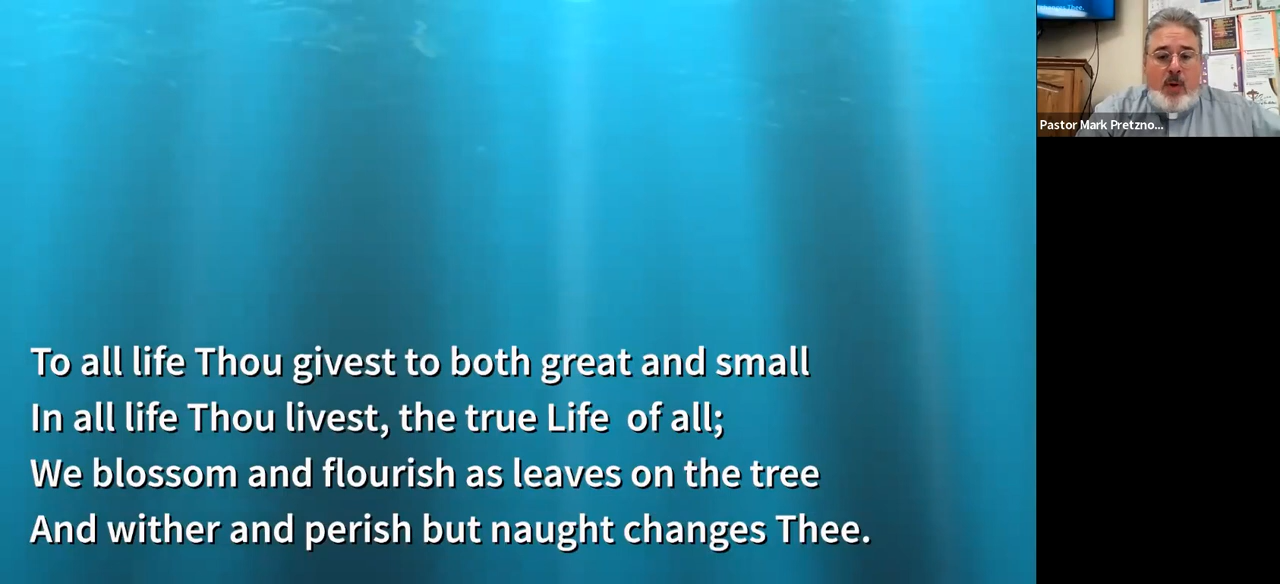 To all life Thou givest to both great and small
In all life Thou livest, the true Life  of all;
We blossom and flourish as leaves on the tree
And wither and perish but naught changes Thee.
Pastor Mark Pretzno...